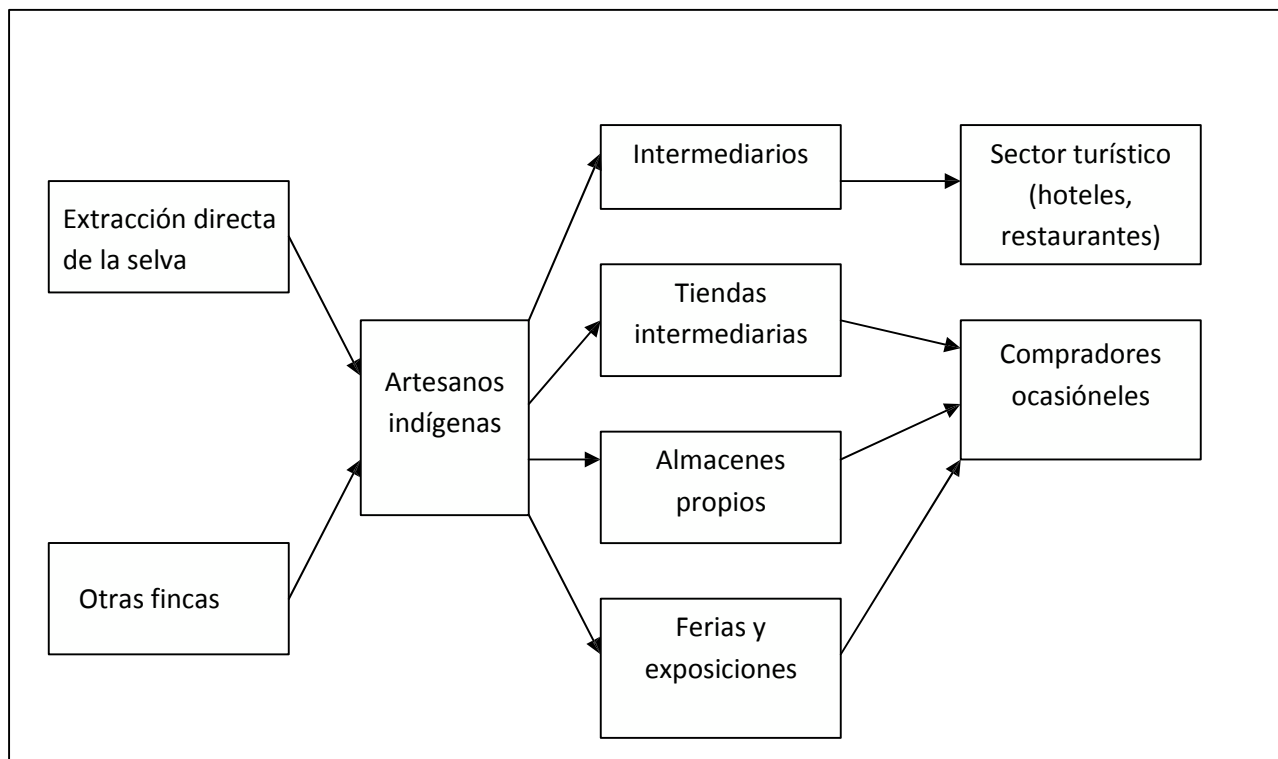 Extracción directa
de la selva
Otras fincas
Artesanos
indígenas
Intermediarios
Tiendas
intermediarias
Almacenes
propios
Ferias y
exposiciones
Sector turístico
(hoteles,
restaurantes)
Compradores
ocasióneles